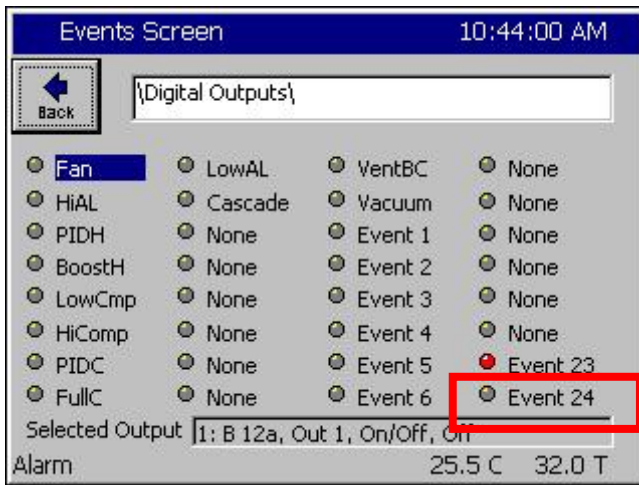 Events Screen 10:44:00 AM
Back \Digital Outputs\
Fan LowAL VentBC None
HiAL Cascade Vacuum None
PIDH None Event 1 None
BoostH None Event 2 None
LowCmp None Event 3 None
HiComp None Event 4 None
PIDC None Event 5 Event 23
FullC None Event 6 Event 24
Selected Output 1: B 12a, Out 1, On/Off, Off
Alarm 25.5 C 32.0 T